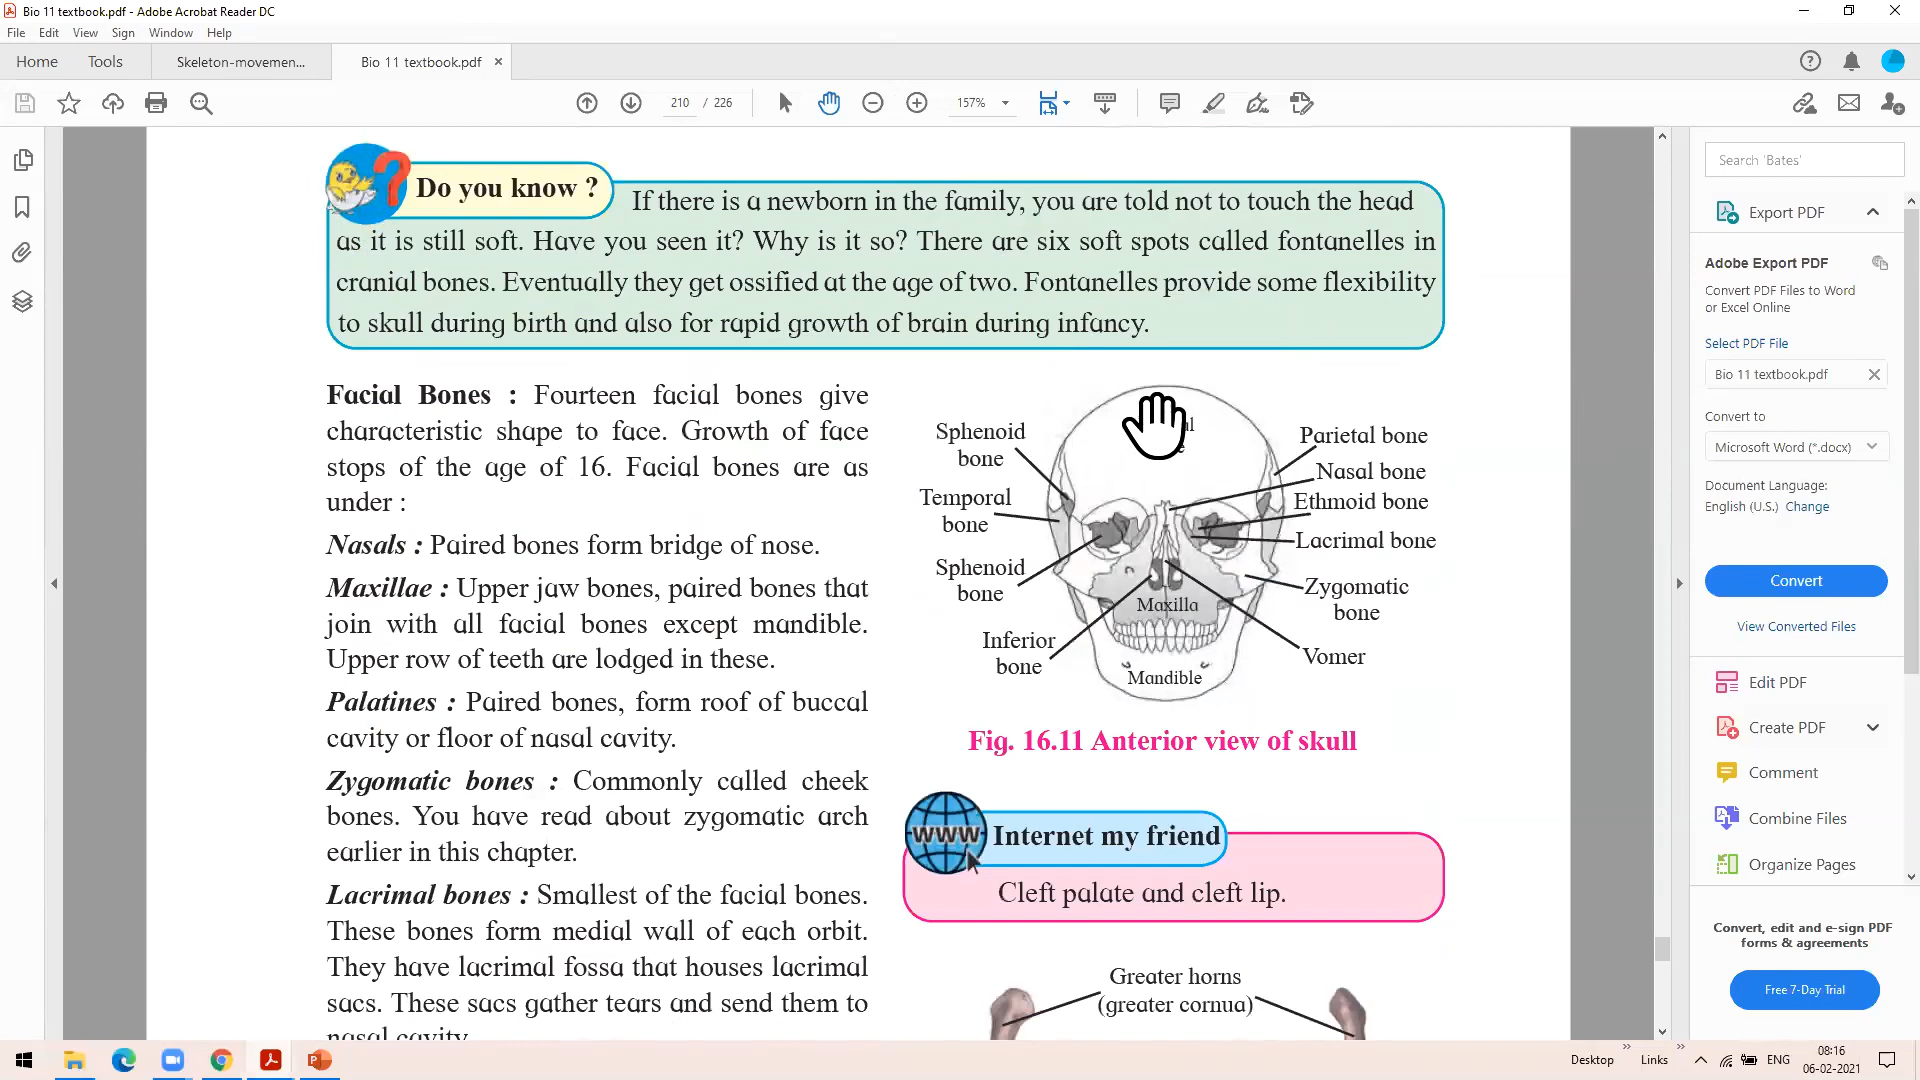 Bio 11 textbook.pdf - Adobe Acrobat Reader DC
File Edit View Sign Window Help
Home Tools Skeleton-movemen... Bio 11 textbook.pdf
210 / 226 157%
Do you know ?
If there is a newborn in the family, you are told not to touch the head
as it is still soft. Have you seen it? Why is it so? There are six soft spots called fontanelles in
cranial bones. Eventually they get ossified at the age of two. Fontanelles provide some flexibility
to skull during birth and also for rapid growth of brain during infancy.
Facial Bones : Fourteen facial bones give
characteristic shape to face. Growth of face
stops of the age of 16. Facial bones are as
under :
Nasals : Paired bones form bridge of nose.
Maxillae : Upper jaw bones, paired bones that
join with all facial bones except mandible.
Upper row of teeth are lodged in these.
Palatines : Paired bones, form roof of buccal
cavity or floor of nasal cavity.
Zygomatic bones : Commonly called cheek
bones. You have read about zygomatic arch
earlier in this chapter.
Lacrimal bones : Smallest of the facial bones.
These bones form medial wall of each orbit.
They have lacrimal fossa that houses lacrimal
sacs. These sacs gather tears and send them to
nasal cavity.
Sphenoid
bone
Temporal
bone
Sphenoid
bone
Inferior
bone
Maxilla
Mandible
Parietal bone
Nasal bone
Ethmoid bone
Lacrimal bone
Zygomatic
bone
Vomer
Fig. 16.11 Anterior view of skull
www Internet my friend
Cleft palate and cleft lip.
Greater horns
(greater cornua)
Search 'Bates'
Export PDF
Adobe Export PDF
Convert PDF Files to Word
or Excel Online
Select PDF File
Bio 11 textbook.pdf
Convert to
Microsoft Word (*.docx)
Document Language:
English (U.S.) Change
Convert
View Converted Files
Edit PDF
Create PDF
Comment
Combine Files
Organize Pages
Convert, edit and e-sign PDF
forms & agreements
Free 7-Day Trial
Desktop Links ENG 08:16
06-02-2021